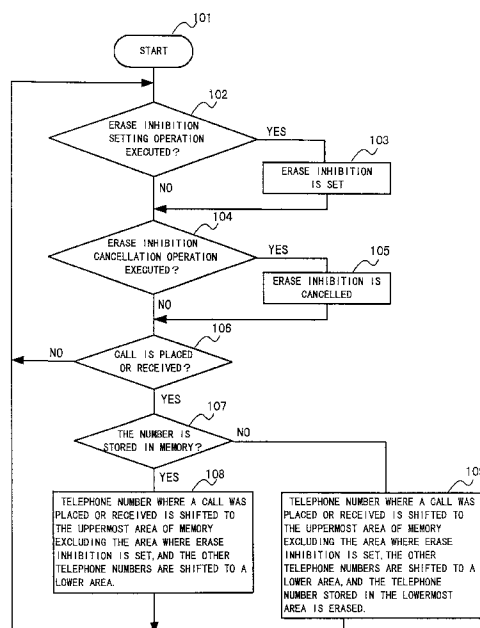 101
START
102
ERASE INHIBITION
SETTING OPERATION
EXECUTED?
YES
103
ERASE INHIBITION
IS SET
NO
104
ERASE INHIBITION
CANCELLATION OPERATION
EXECUTED?
YES
105
ERASE INHIBITION IS
CANCELLED
NO
106
CALL IS PLACED
OR RECEIVED?
NO
YES
107
THE NUMBER IS
STORED IN MEMORY?
NO
YES
108
TELEPHONE NUMBER WHERE A CALL WAS
PLACED OR RECEIVED IS SHIFTED TO
THE UPPERMOST AREA OF MEMORY
EXCLUDING THE AREA WHERE ERASE
INHIBITION IS SET, AND THE OTHER
TELEPHONE NUMBERS ARE SHIFTED TO A
LOWER AREA.
TELEPHONE NUMBER WHERE A CALL WAS
PLACED OR RECEIVED IS SHIFTED TO
THE UPPERMOST AREA OF MEMORY
EXCLUDING THE AREA WHERE ERASE
INHIBITION IS SET, THE OTHER
TELEPHONE NUMBERS ARE SHIFTED TO A
LOWER AREA, AND THE TELEPHONE
NUMBER STORED IN THE LOWERMOST
AREA IS ERASED.